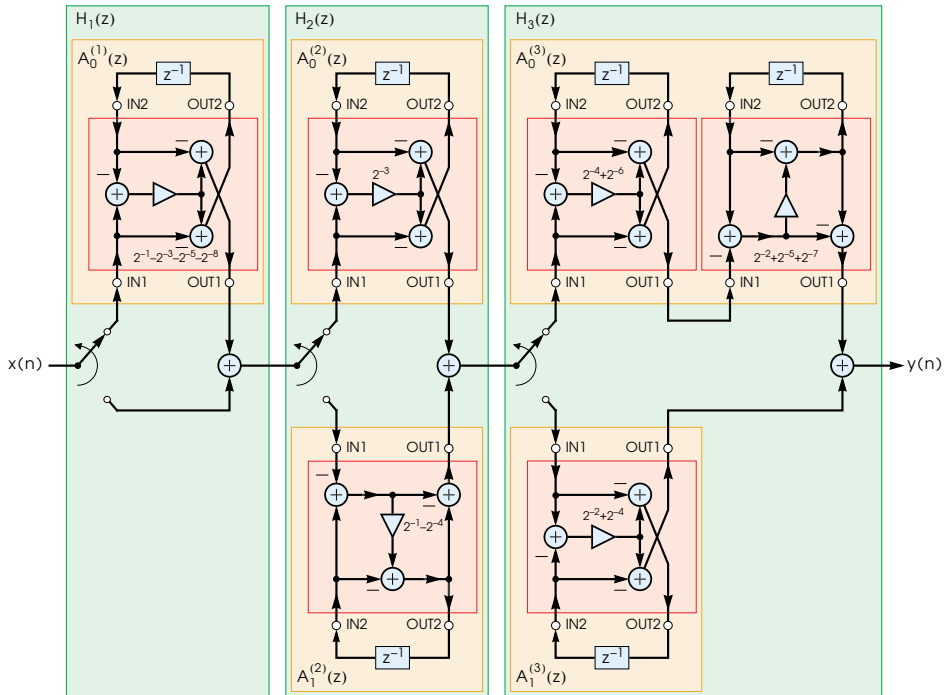 H₁(z) H₂(z) H₃(z)
A₀⁽¹⁾(z) A₀⁽²⁾(z) A₀⁽³⁾(z)
z⁻¹ z⁻¹ z⁻¹ z⁻¹
IN2 OUT2 IN2 OUT2 IN2 OUT2 IN2 OUT2
− − − − − −
+ + + +
− 2⁻³ − 2⁻⁴+2⁻⁶ −
+ + +
− − − −
+ + + + +
2⁻¹−2⁻³−2⁻⁵−2⁻⁸ − 2⁻²+2⁻⁵+2⁻⁷
IN1 OUT1 IN1 OUT1 IN1 OUT1 IN1 OUT1
x(n) + + + y(n)
IN1 OUT1 IN1 OUT1
− − −
+ + +
2⁻¹−2⁻⁴ 2⁻²+2⁻⁴
+
− −
+ +
− −
IN2 OUT2 IN2 OUT2
z⁻¹ z⁻¹
A₁⁽²⁾(z) A₁⁽³⁾(z)